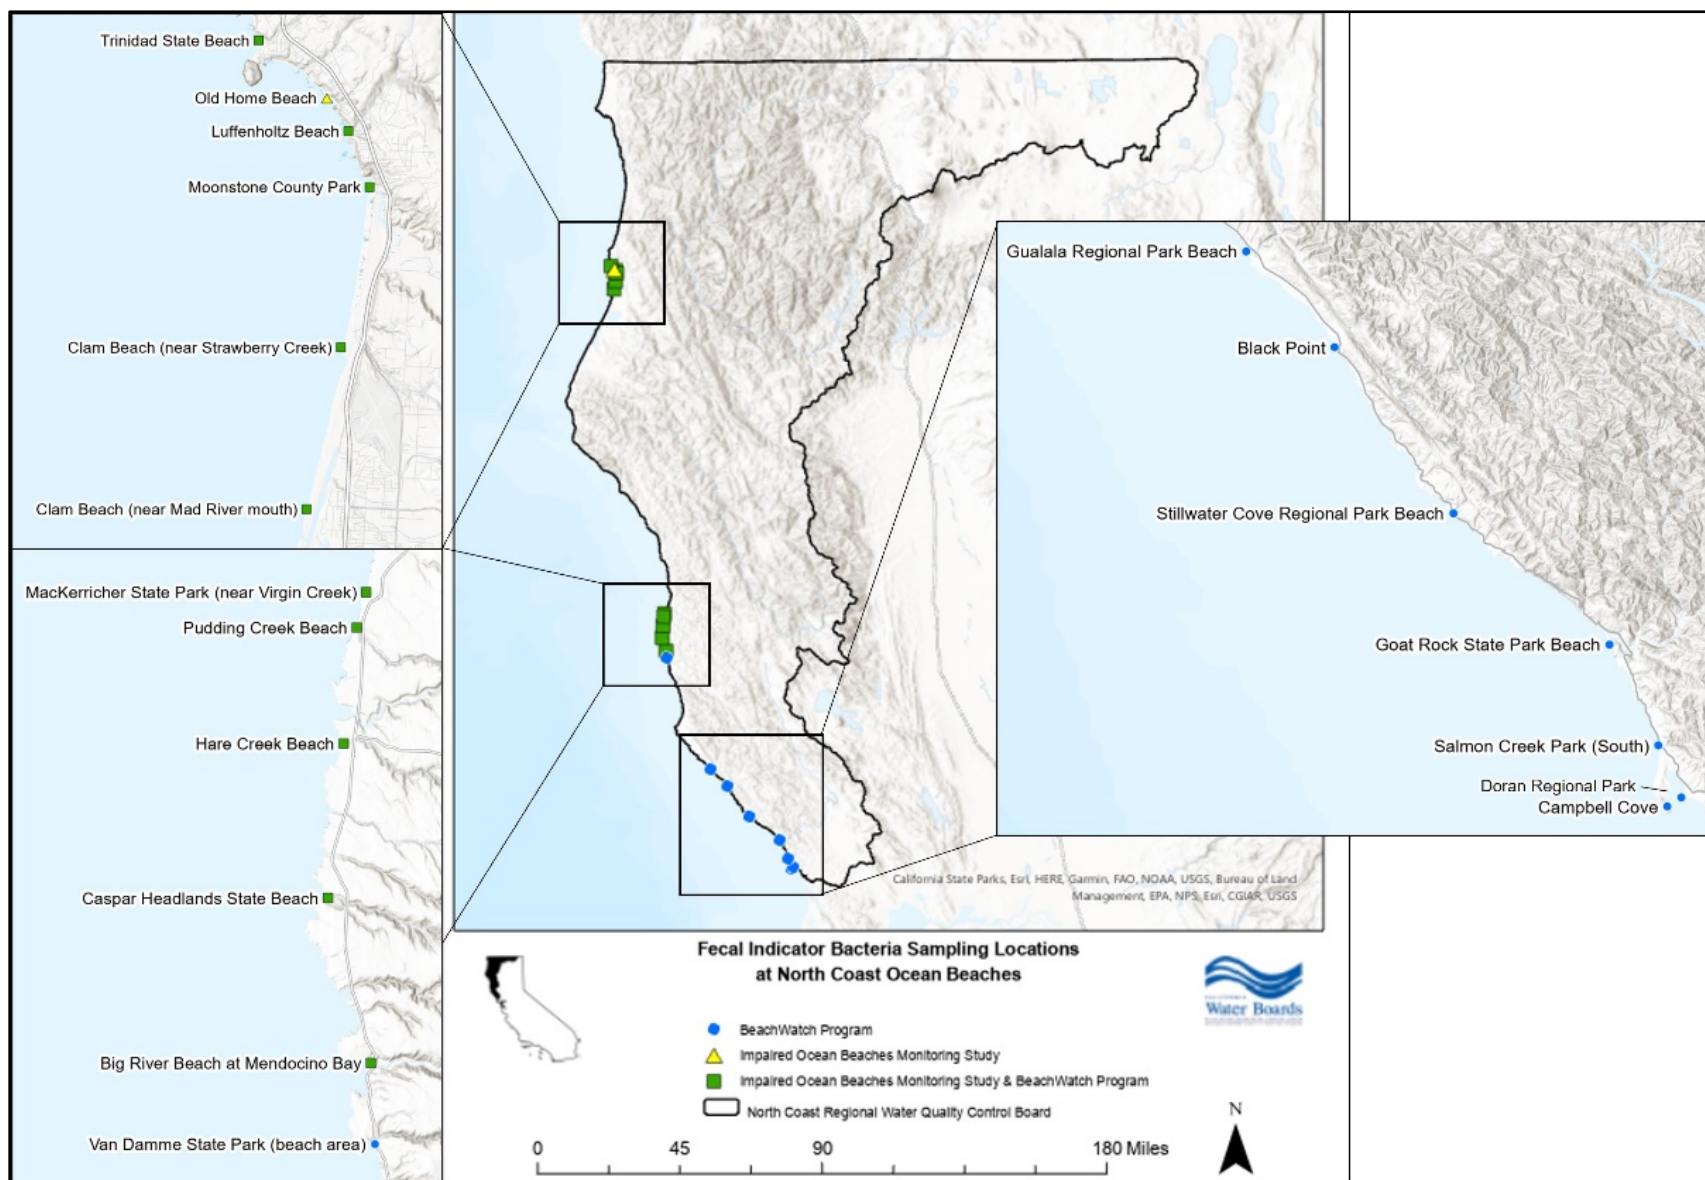 Trinidad State Beach
Old Home Beach
Luffenholtz Beach
Moonstone County Park
Clam Beach (near Strawberry Creek)
Clam Beach (near Mad River mouth)
MacKerricher State Park (near Virgin Creek)
Pudding Creek Beach
Hare Creek Beach
Caspar Headlands State Beach
Big River Beach at Mendocino Bay
Van Damme State Park (beach area)
Gualala Regional Park Beach
Black Point
Stillwater Cove Regional Park Beach
Goat Rock State Park Beach
Salmon Creek Park (South)
Doran Regional Park
Campbell Cove
California State Parks, Esri, HERE, Garmin, FAO, NOAA, USGS, Bureau of Land
Management, EPA, NPS, Esri, CGIAR, USGS
Fecal Indicator Bacteria Sampling Locations
at North Coast Ocean Beaches
BeachWatch Program
Impaired Ocean Beaches Monitoring Study
Impaired Ocean Beaches Monitoring Study & BeachWatch Program
North Coast Regional Water Quality Control Board
Water Boards
N
0 45 90 180 Miles